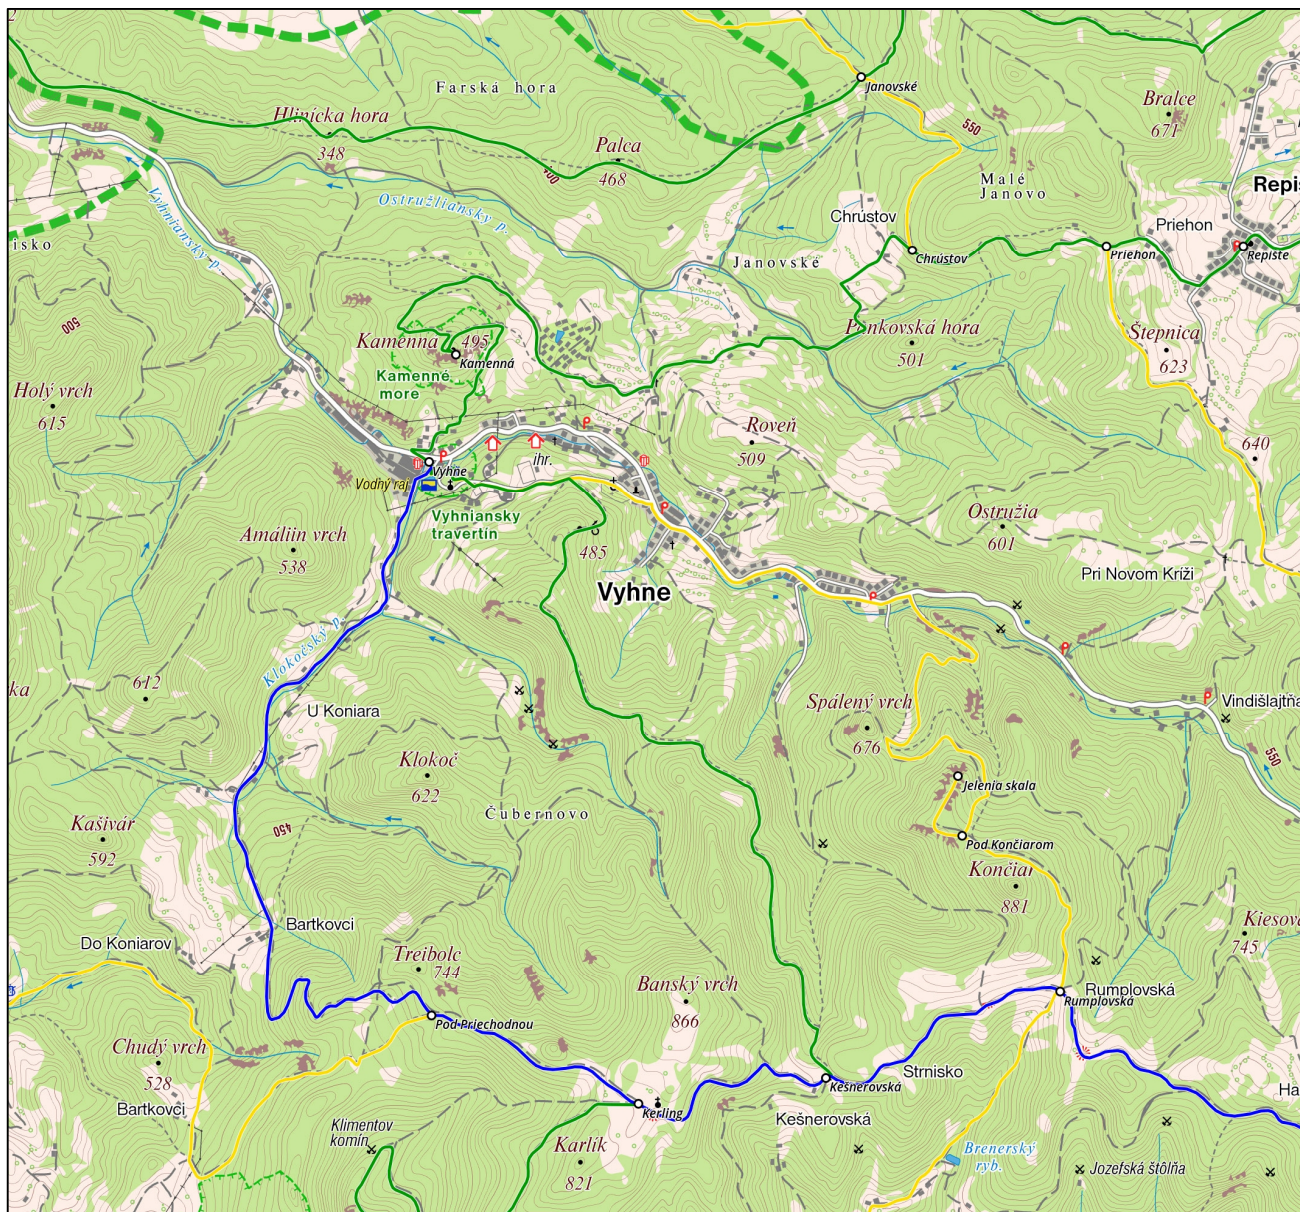 Janovské
Farská hora
Hlinícka hora
348
Palca
468
400
550
Bralce
671
Malé
Janovo
Repiš
Vyhniansky p.
Ostružliansky p.
isko
Chrústov
Priehon
Janovské
Chrústov
Priehon
Repište
500
Kamenná
495
Kamenná
Kamenné
more
Pankovská hora
501
Štepnica
623
Holý vrch
615
Roveň
509
640
ihr.
Vyhne
Vodný raj
Vyhniansky
travertín
Ostružia
601
Amáliin vrch
538
485
Pri Novom Kríži
Vyhne
Klokočský p.
ka
612
U Koniara
Spálený vrch
676
Vindišlajtňa
550
Klokoč
622
Jelenia skala
Čubernovo
450
Kašivár
592
Pod Končiarom
Končiar
881
Bartkovci
Kiesová
745
Do Koniarov
Treibolc
744
Banský vrch
866
Rumplovská
Rumplovská
Pod Priechodnou
Chudý vrch
528
Strnisko
Kešnerovská
Kešnerovská
Kerling
Ha
Bartkovci
Klimentov
komín
Karlík
821
Brenerský
ryb.
Jozefská štôlňa